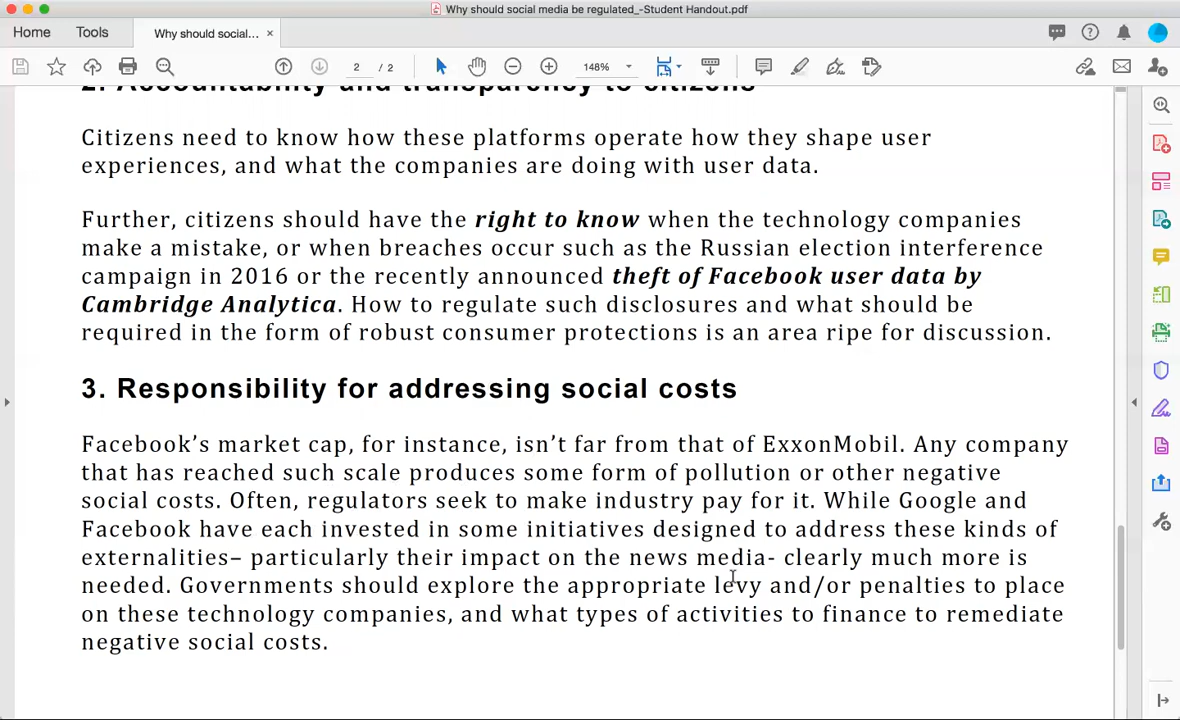 Why should social media be regulated_-Student Handout.pdf
Home Tools Why should social... ×
2 / 2 148%
2. Accountability and transparency to citizens
Citizens need to know how these platforms operate how they shape user
experiences, and what the companies are doing with user data.
Further, citizens should have the right to know when the technology companies
make a mistake, or when breaches occur such as the Russian election interference
campaign in 2016 or the recently announced theft of Facebook user data by
Cambridge Analytica. How to regulate such disclosures and what should be
required in the form of robust consumer protections is an area ripe for discussion.
3. Responsibility for addressing social costs
Facebook’s market cap, for instance, isn’t far from that of ExxonMobil. Any company
that has reached such scale produces some form of pollution or other negative
social costs. Often, regulators seek to make industry pay for it. While Google and
Facebook have each invested in some initiatives designed to address these kinds of
externalities– particularly their impact on the news media- clearly much more is
needed. Governments should explore the appropriate levy and/or penalties to place
on these technology companies, and what types of activities to finance to remediate
negative social costs.